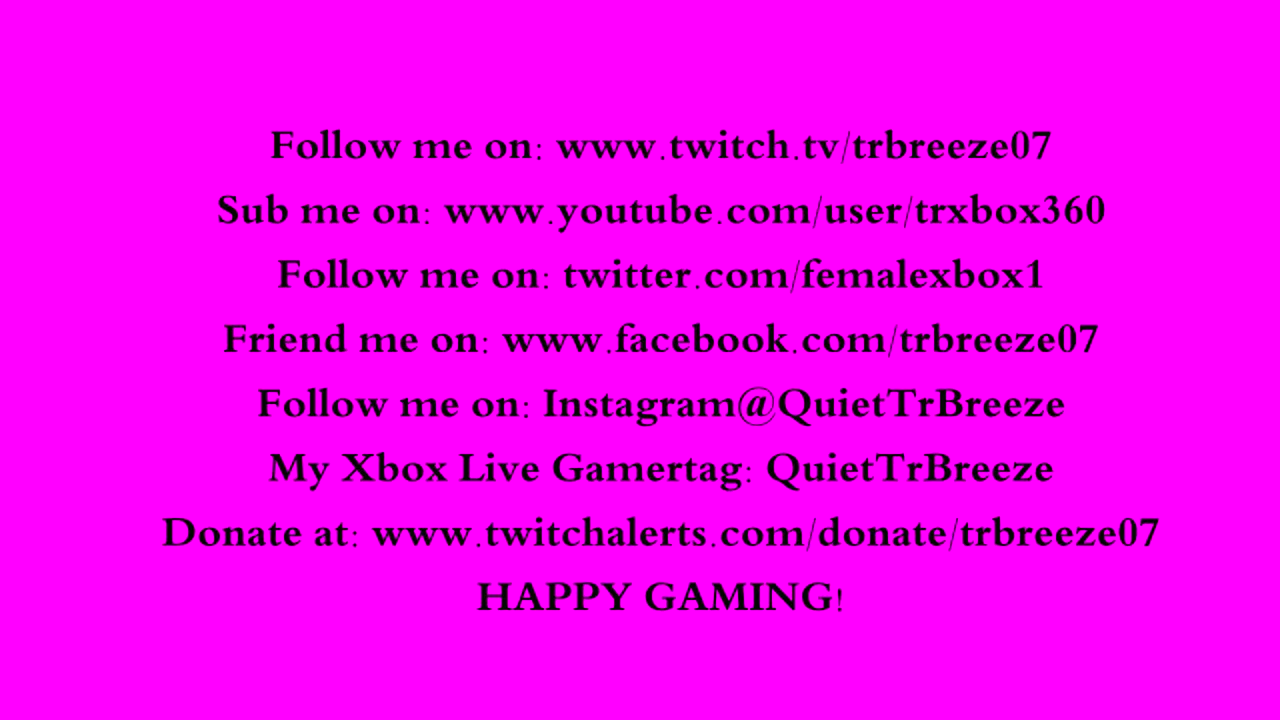 Follow me on: www.twitch.tv/trbreeze07
Sub me on: www.youtube.com/user/trxbox360
Follow me on: twitter.com/femalexbox1
Friend me on: www.facebook.com/trbreeze07
Follow me on: Instagram@QuietTrBreeze
My Xbox Live Gamertag: QuietTrBreeze
Donate at: www.twitchalerts.com/donate/trbreeze07
HAPPY GAMING!